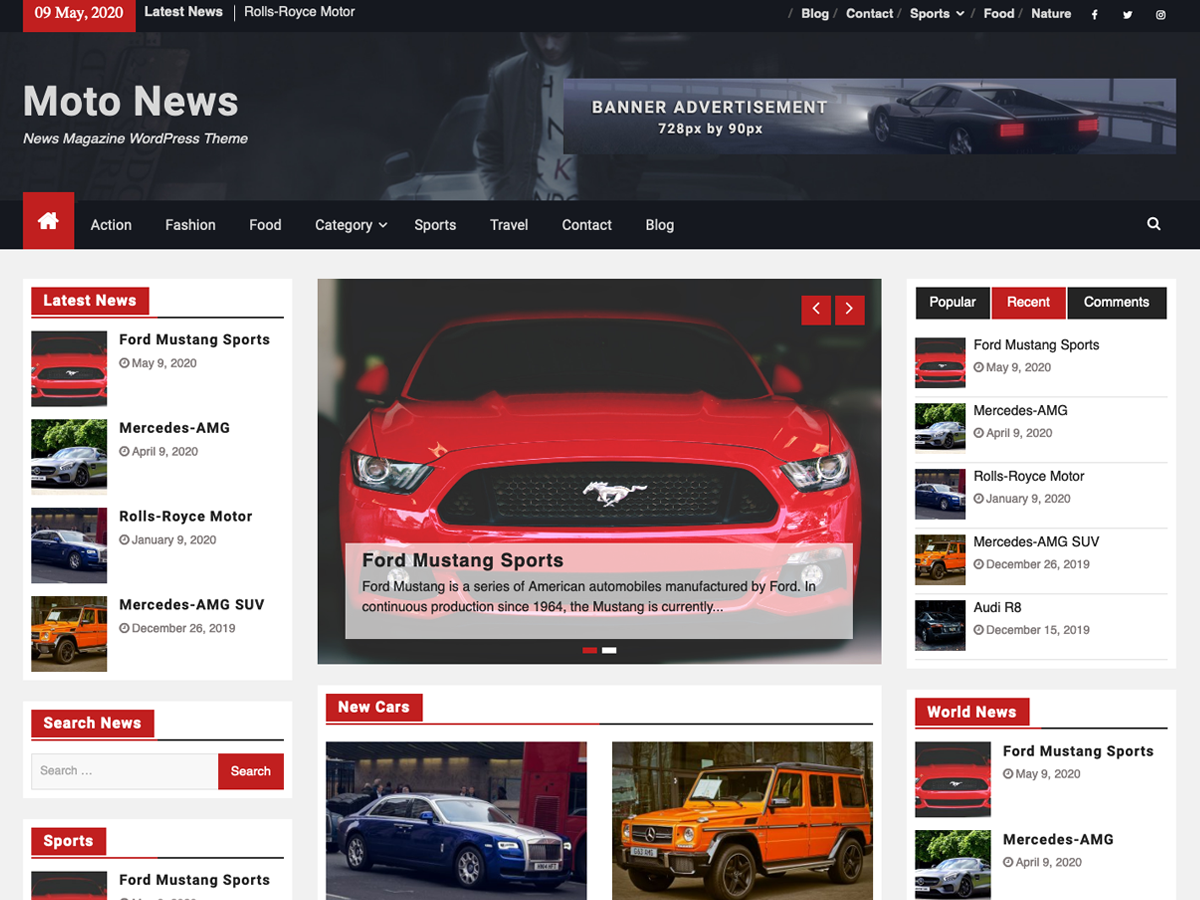 09 May, 2020
Latest News
Rolls-Royce Motor
/ Blog / Contact / Sports / Food / Nature
Moto News
News Magazine WordPress Theme
BANNER ADVERTISEMENT
728px by 90px
Action Fashion Food Category Sports Travel Contact Blog
Latest News
Ford Mustang Sports
May 9, 2020
Mercedes-AMG
April 9, 2020
Rolls-Royce Motor
January 9, 2020
Mercedes-AMG SUV
December 26, 2019
Search News
Search ...
Search
Sports
Ford Mustang Sports
Ford Mustang Sports
Ford Mustang is a series of American automobiles manufactured by Ford. In
continuous production since 1964, the Mustang is currently...
New Cars
Popular Recent Comments
Ford Mustang Sports
May 9, 2020
Mercedes-AMG
April 9, 2020
Rolls-Royce Motor
January 9, 2020
Mercedes-AMG SUV
December 26, 2019
Audi R8
December 15, 2019
World News
Ford Mustang Sports
May 9, 2020
Mercedes-AMG
April 9, 2020